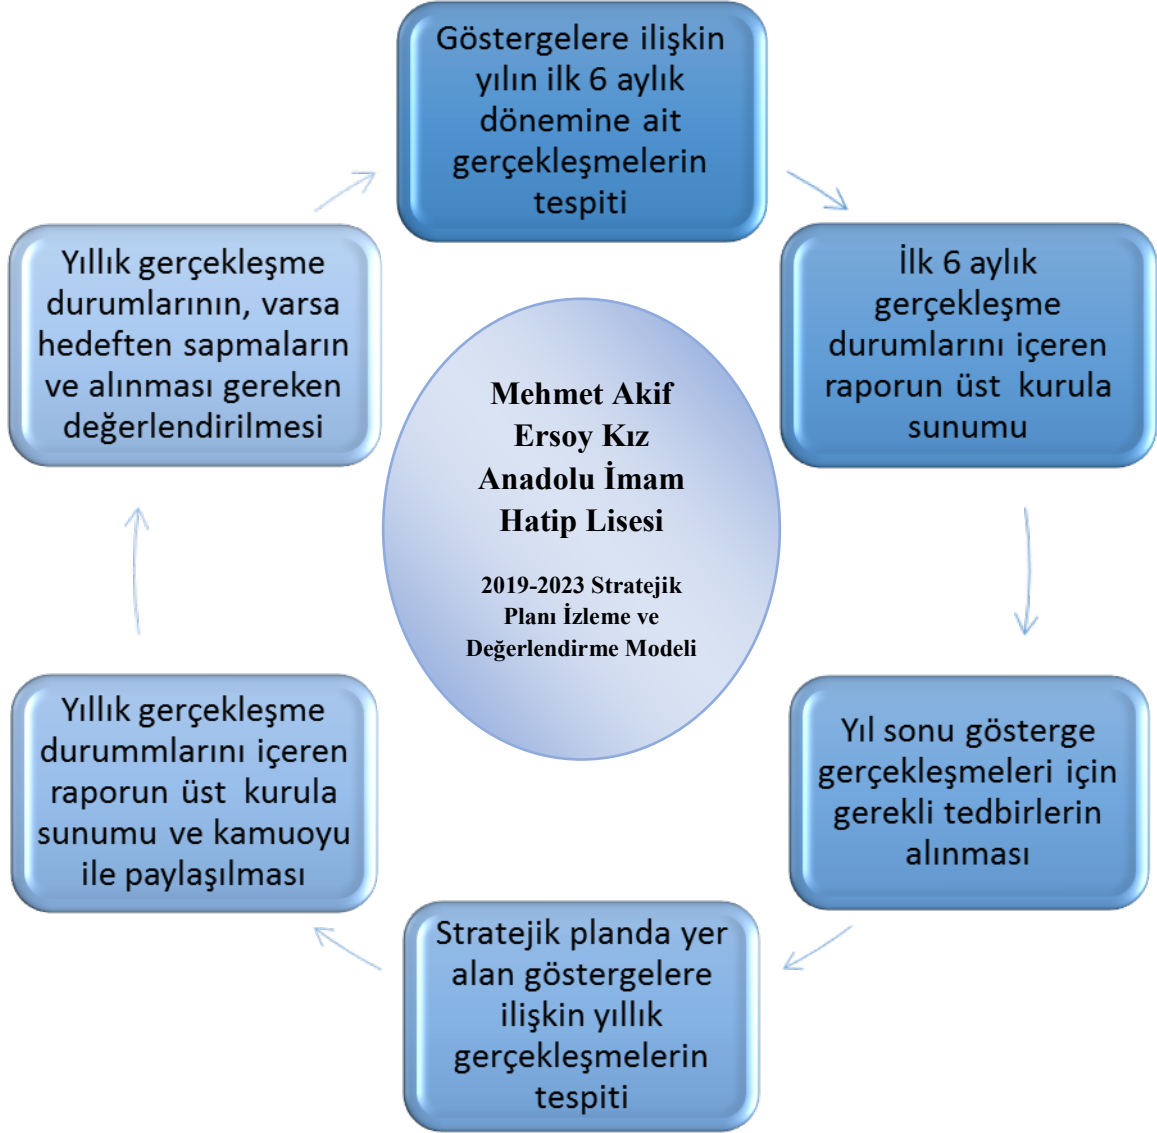 Göstergelere ilişkin
yılın ilk 6 aylık
dönemine ait
gerçekleşmelerin
tespiti
İlk 6 aylık
gerçekleşme
durumlarını içeren
raporun üst kurula
sunumu
Yıl sonu gösterge
gerçekleşmeleri için
gerekli tedbirlerin
alınması
Stratejik planda yer
alan göstergelere
ilişkin yıllık
gerçekleşmelerin
tespiti
Yıllık gerçekleşme
durummlarını içeren
raporun üst kurula
sunumu ve kamuoyu
ile paylaşılması
Yıllık gerçekleşme
durumlarının, varsa
hedeften sapmaların
ve alınması gereken
değerlendirilmesi
Mehmet Akif
Ersoy Kız
Anadolu İmam
Hatip Lisesi
2019-2023 Stratejik
Planı İzleme ve
Değerlendirme Modeli